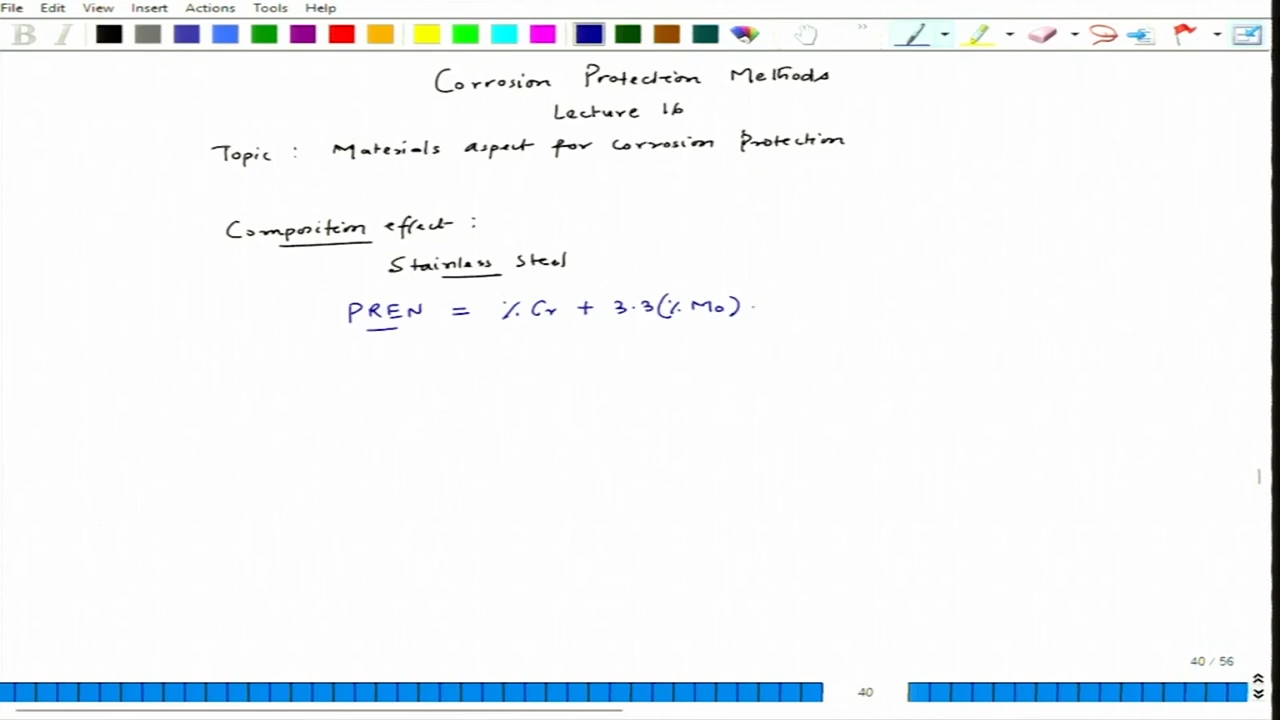 File Edit View Insert Actions Tools Help
B I
Corrosion Protection Methods
Lecture 16
Topic : Materials aspect for corrosion Protection
Composition effect :
Stainless Steel
PREN = % Cr + 3.3(% Mo)
40 / 56
40